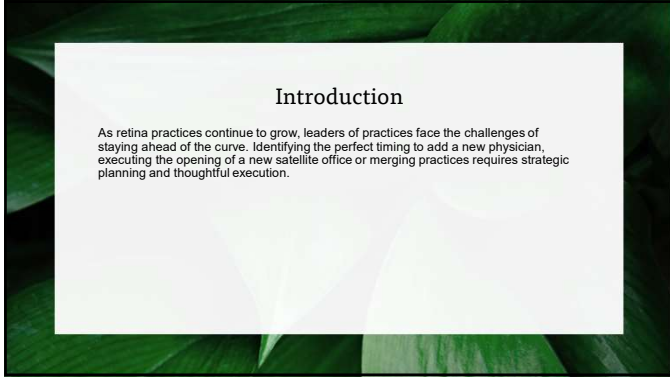 Introduction
As retina practices continue to grow, leaders of practices face the challenges of
staying ahead of the curve. Identifying the perfect timing to add a new physician,
executing the opening of a new satellite office or merging practices requires strategic
planning and thoughtful execution.